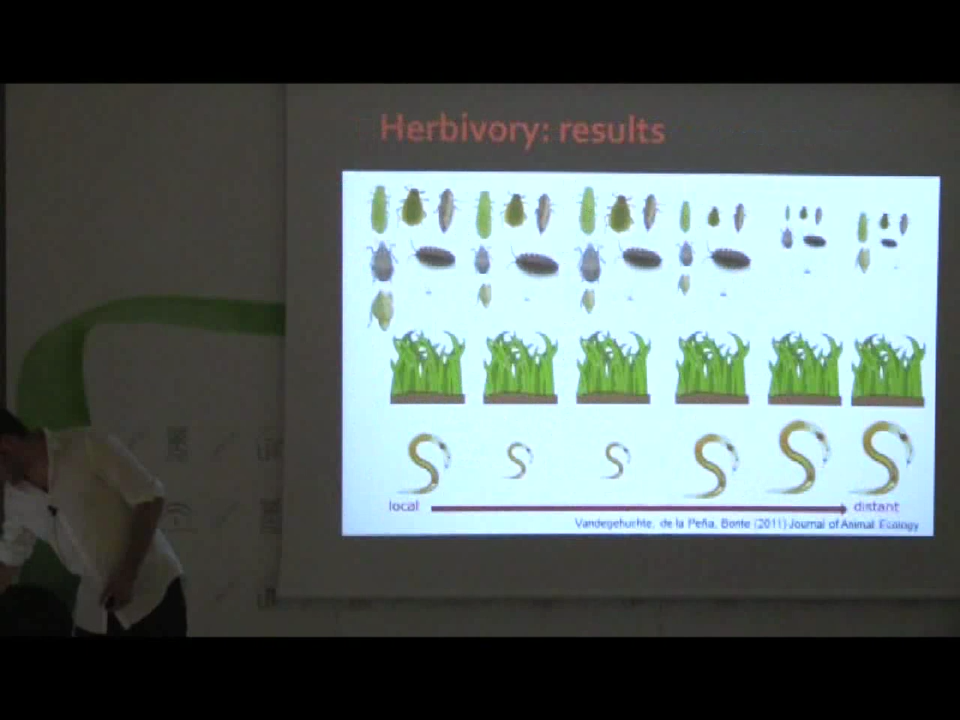 Herbivory: results
local
distant
Vandegehuchte, de la Peña, Bonte (2011) Journal of Animal Ecology